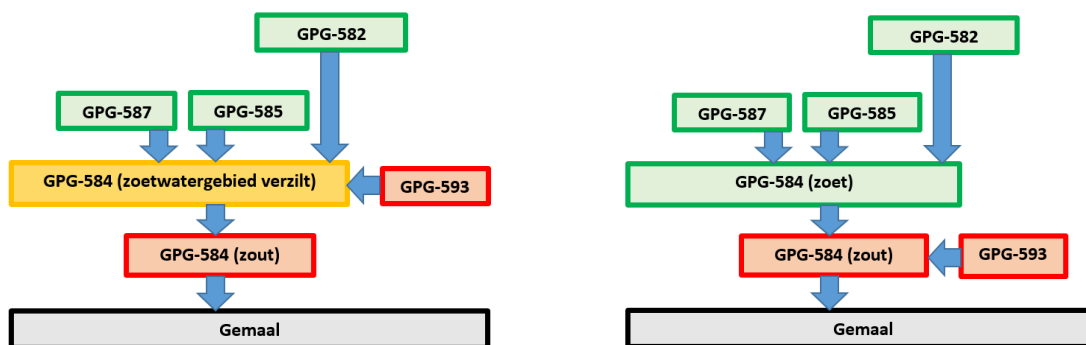 GPG-582
GPG-587
GPG-585
GPG-584 (zoetwatergebied verzilt)
GPG-593
GPG-584 (zout)
Gemaal
GPG-582
GPG-587
GPG-585
GPG-584 (zoet)
GPG-584 (zout)
GPG-593
Gemaal